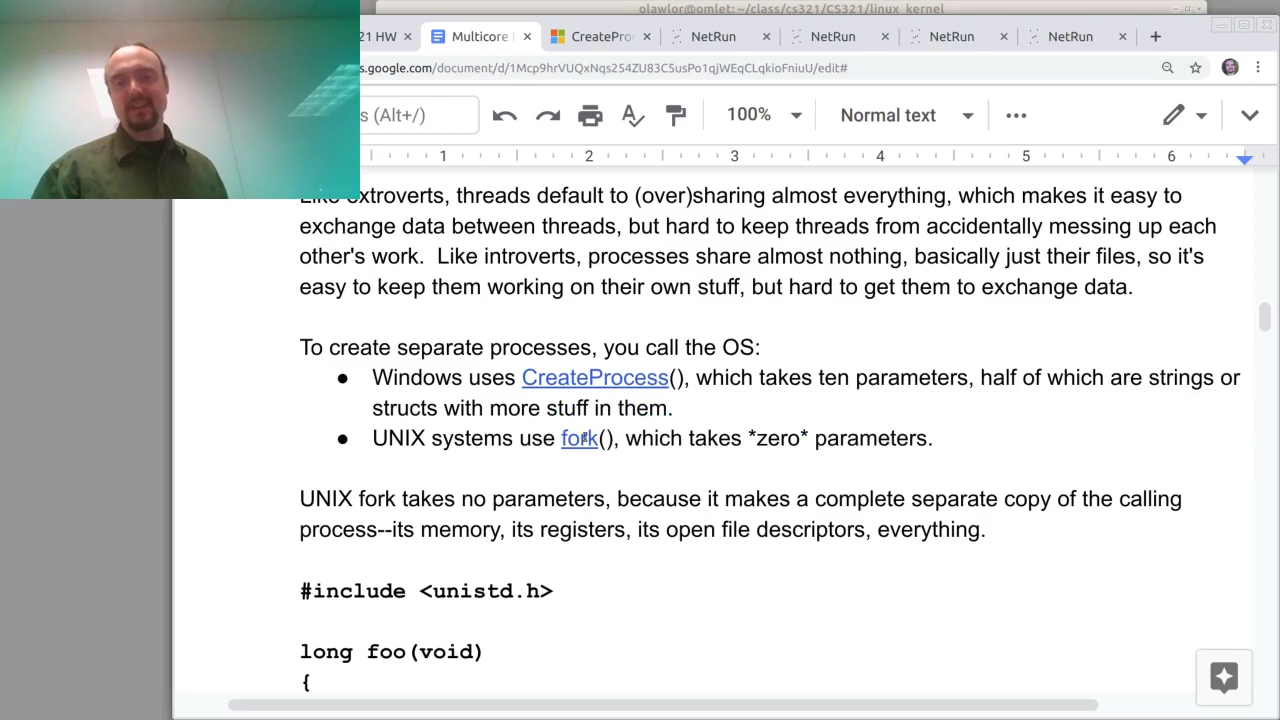 olawlor@omlet: ~/class/cs321/CS321/linux_kernel
21 HW
Multicore
CreateProc
NetRun
NetRun
NetRun
NetRun
s.google.com/document/d/1Mcp9hrVUQxNqs254ZU83C5usPo1qjWEqCLqkioFniuU/edit#
s (Alt+/)
100%
Normal text
1 2 3 4 5 6
Like extroverts, threads default to (over)sharing almost everything, which makes it easy to
exchange data between threads, but hard to keep threads from accidentally messing up each
other's work. Like introverts, processes share almost nothing, basically just their files, so it's
easy to keep them working on their own stuff, but hard to get them to exchange data.
To create separate processes, you call the OS:
● Windows uses CreateProcess(), which takes ten parameters, half of which are strings or
structs with more stuff in them.
● UNIX systems use fork(), which takes *zero* parameters.
UNIX fork takes no parameters, because it makes a complete separate copy of the calling
process--its memory, its registers, its open file descriptors, everything.
#include <unistd.h>
long foo(void)
{